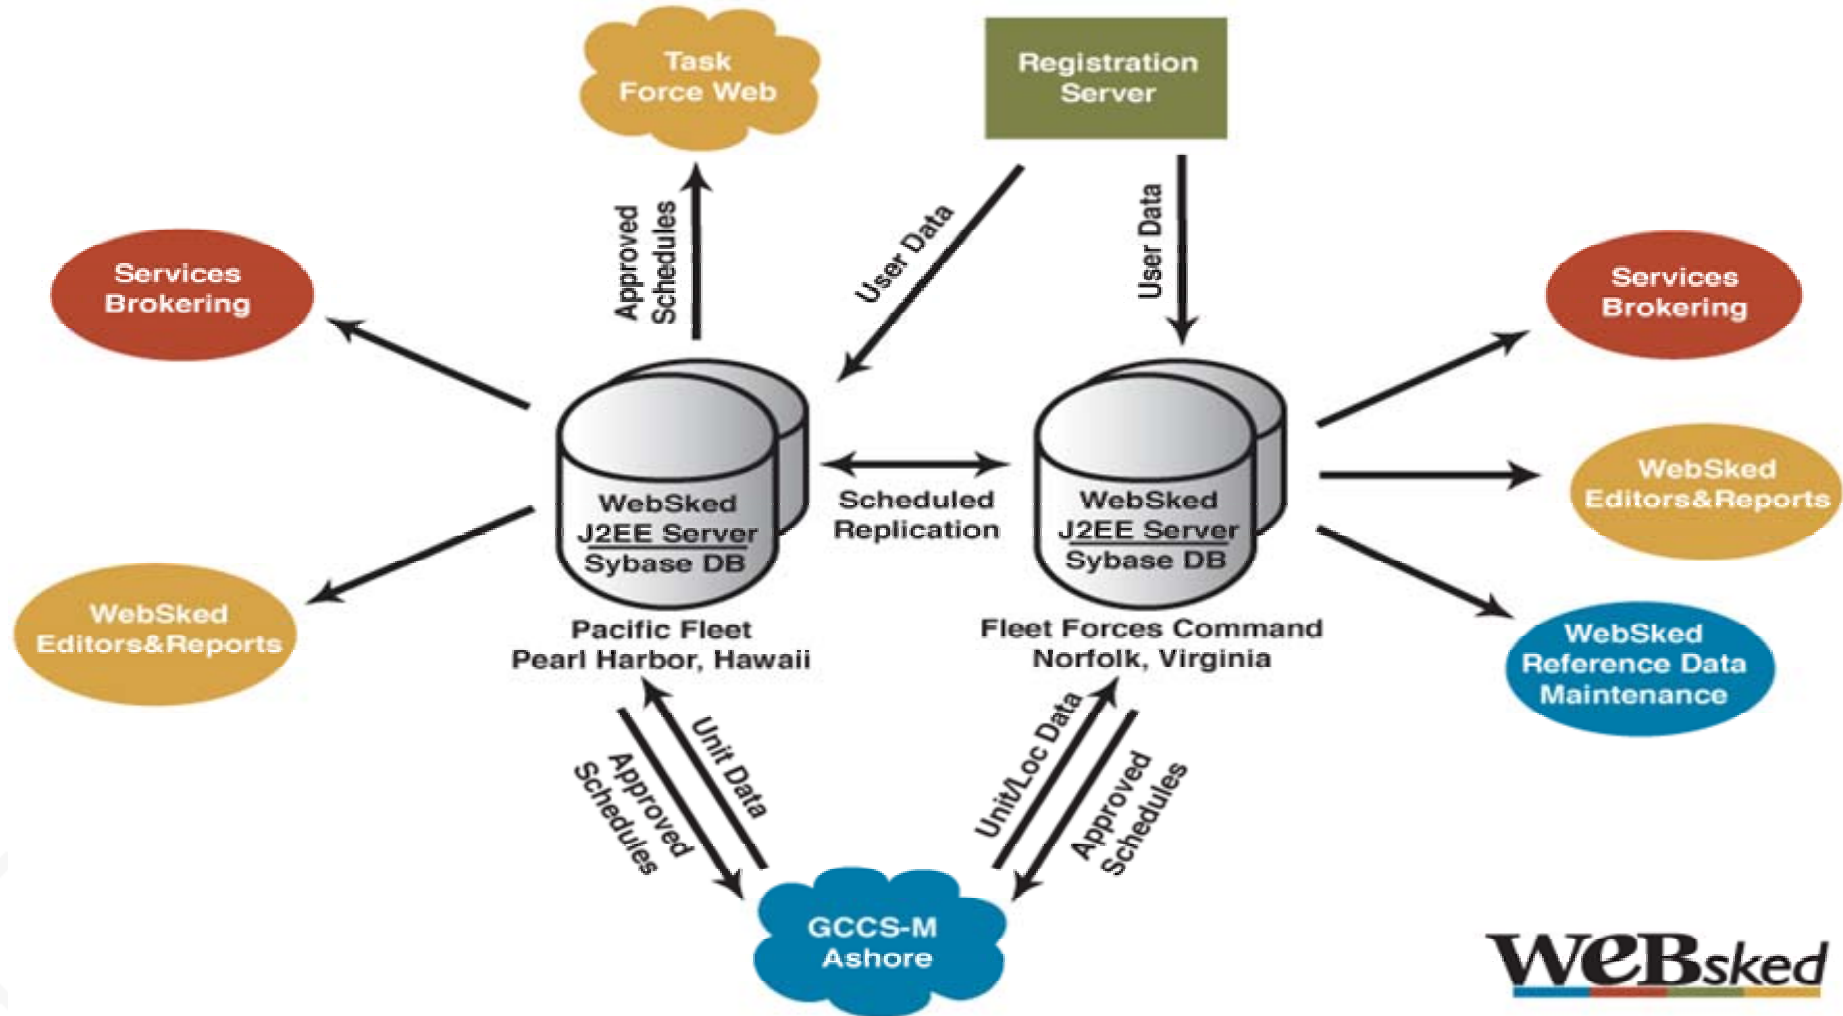 Task
Force Web
Registration
Server
Approved
Schedules
User Data
User Data
Services
Brokering
Services
Brokering
WebSked
J2EE Server
Sybase DB
Scheduled
Replication
WebSked
J2EE Server
Sybase DB
WebSked
Editors&Reports
WebSked
Editors&Reports
Pacific Fleet
Pearl Harbor, Hawaii
Fleet Forces Command
Norfolk, Virginia
WebSked
Reference Data
Maintenance
Approved
Schedules
Unit Data
Unit/Loc Data
Approved
Schedules
GCCS-M
Ashore
WeBsked